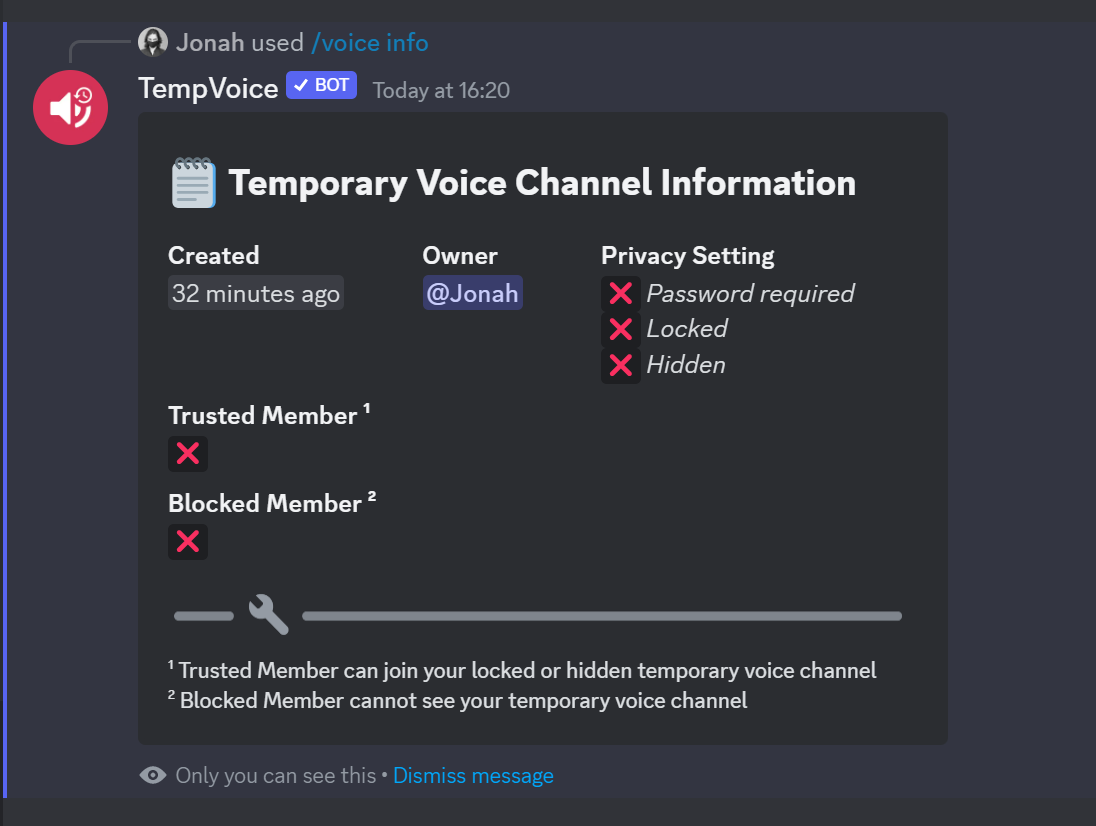 Jonah used /voice info
TempVoice ✓ BOT Today at 16:20
Temporary Voice Channel Information
Created Owner Privacy Setting
32 minutes ago @Jonah ❌ Password required
❌ Locked
❌ Hidden
Trusted Member ¹
❌
Blocked Member ²
❌
¹ Trusted Member can join your locked or hidden temporary voice channel
² Blocked Member cannot see your temporary voice channel
Only you can see this • Dismiss message